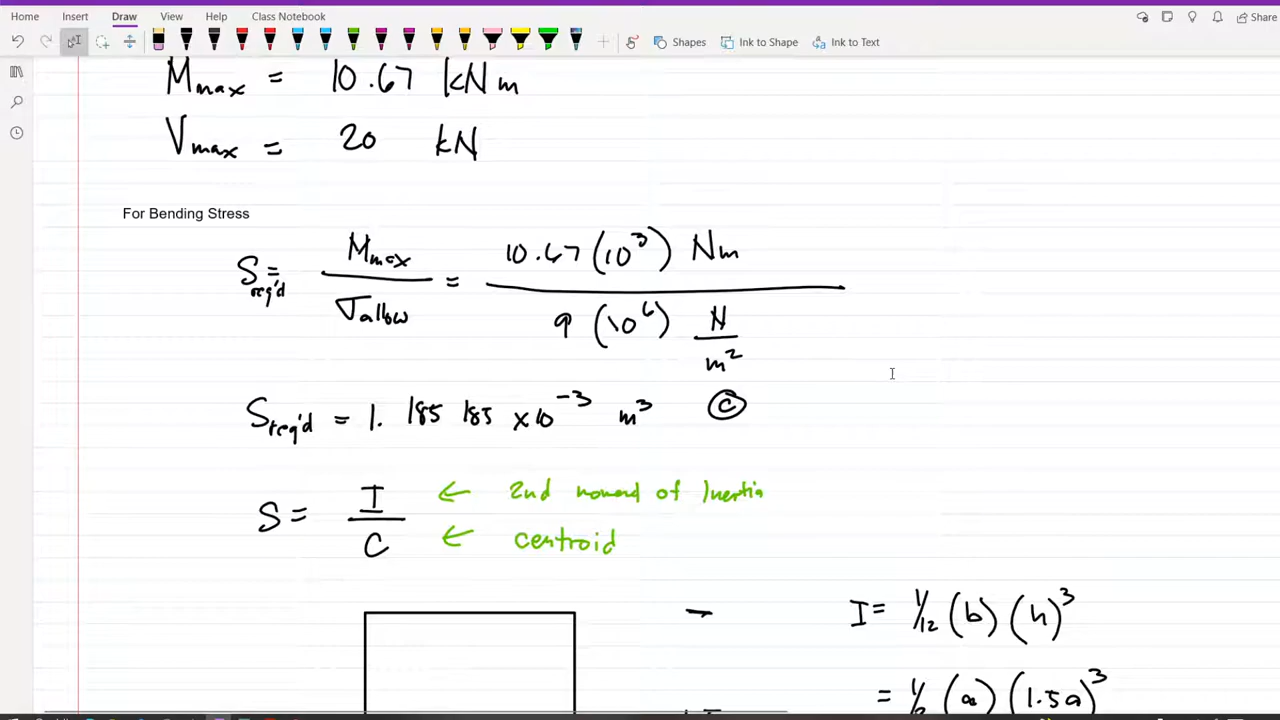 Home Insert Draw View Help Class Notebook Share
Shapes Ink to Shape Ink to Text
Mmax = 10.67 kNm
Vmax = 20 kN
For Bending Stress
Sreq'd = Mmax / σallow = 10.67 (10³) Nm / 9 (10⁶) N/m²
Sreq'd = 1. 185 185 x10⁻³ m³ ©
S = I / C
← 2nd moment of Inertia
← centroid
I = 1/12 (b) (h)³
= 1/12 (a) (1.5a)³